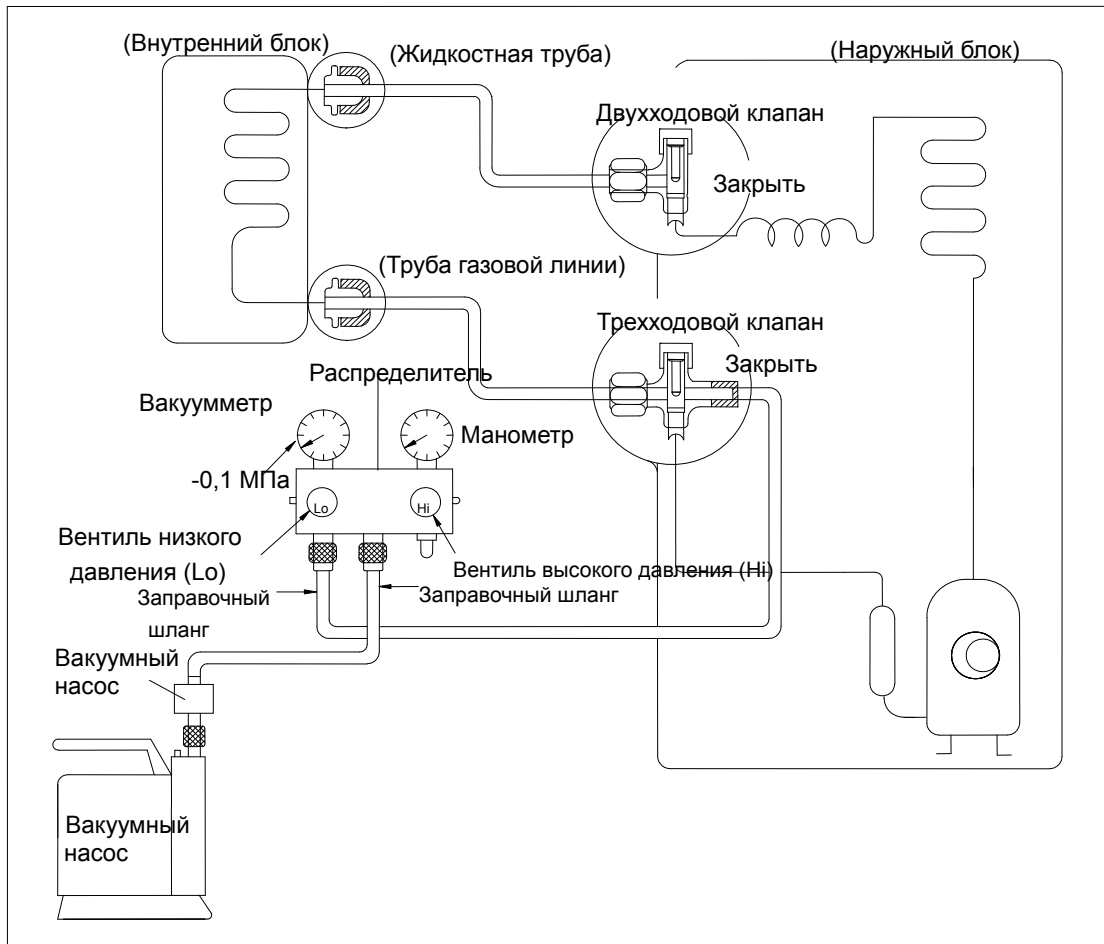 (Внутренний блок)
(Жидкостная труба)
(Наружный блок)
Двухходовой клапан
Закрыть
(Труба газовой линии)
Трехходовой клапан
Закрыть
Распределитель
Вакуумметр
Манометр
-0,1 МПа
Lo
Hi
Вентиль низкого
давления (Lo)
Вентиль высокого давления (Hi)
Заправочный
шланг
Заправочный шланг
Вакуумный
насос
Вакуумный
насос